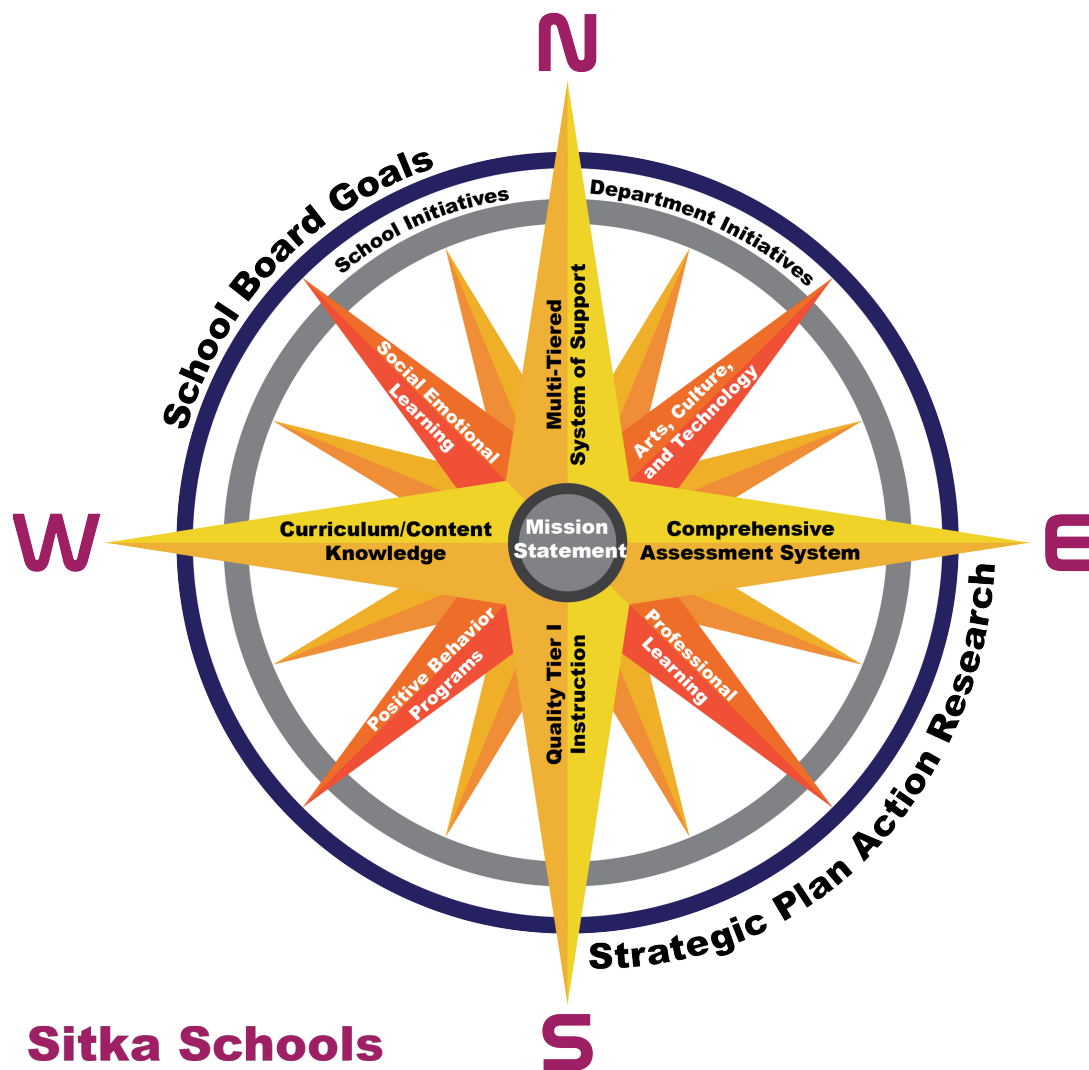 N
School Board Goals
School Initiatives
Department Initiatives
Multi-Tiered
System of Support
Social Emotional
Learning
Arts, Culture,
and Technology
W
Curriculum/Content
Knowledge
Mission
Statement
Comprehensive
Assessment System
E
Positive Behavior
Programs
Quality Tier I
Instruction
Professional
Learning
Strategic Plan Action Research
S
Sitka Schools